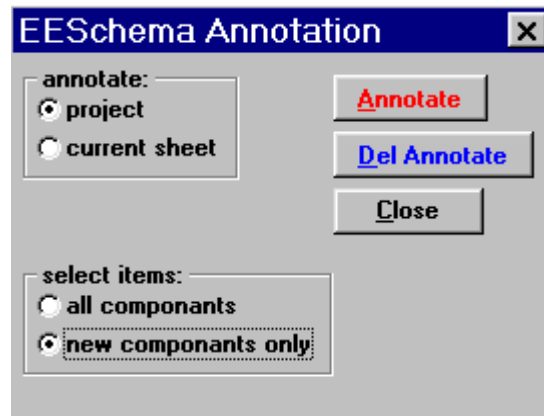 EESchema Annotation
annotate:
project
current sheet
Annotate
Del Annotate
Close
select items:
all componants
new componants only